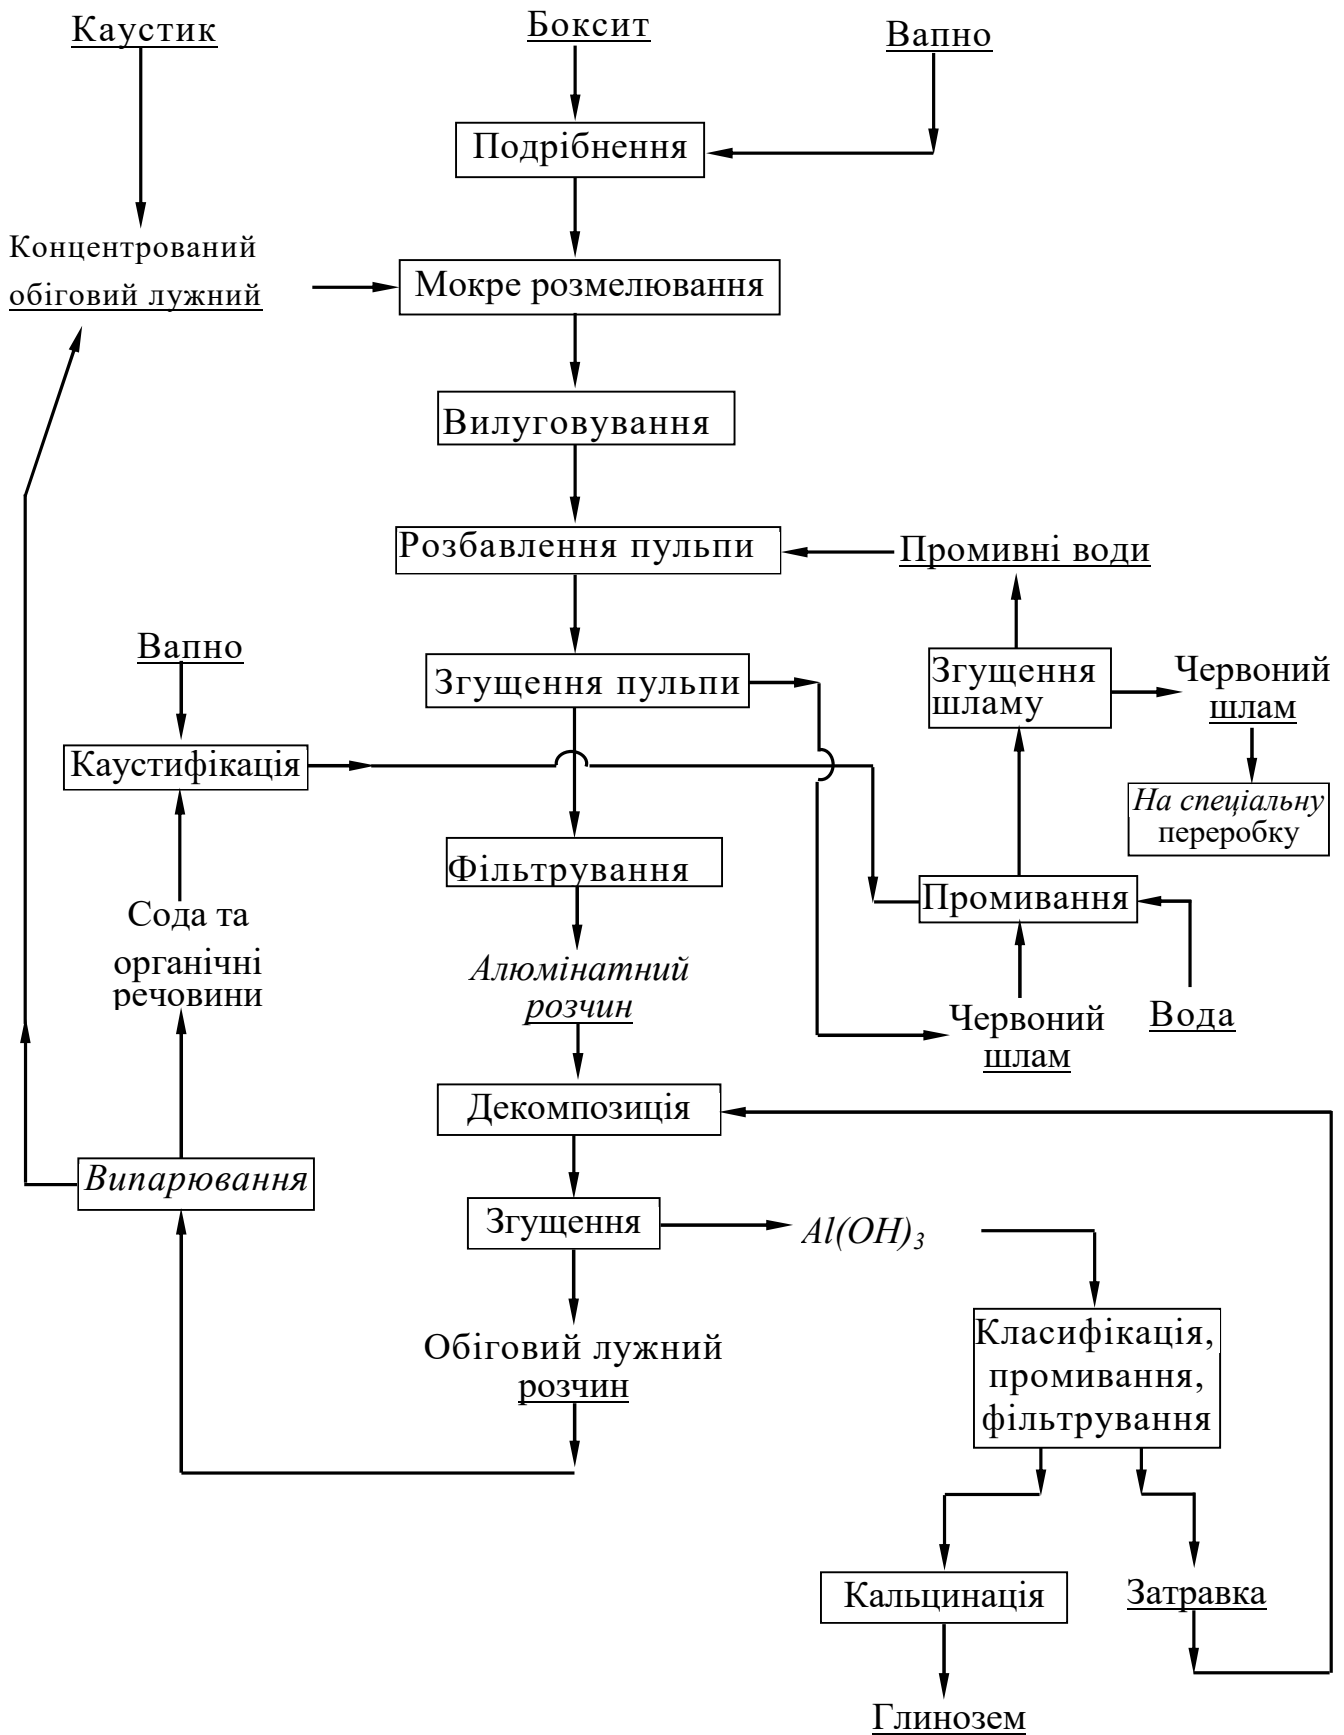 Каустик
Боксит
Вапно
Подрібнення
Концентрований
обіговий лужний
Мокре розмелювання
Вилуговування
Розбавлення пульпи
Промивні води
Вапно
Згущення пульпи
Згущення
шламу
Червоний
шлам
Каустифікація
На спеціальну
переробку
Фільтрування
Промивання
Сода та
органічні
речовини
Алюмінатний
розчин
Червоний
шлам
Вода
Декомпозиція
Випарювання
Згущення
Al(OH)3
Обіговий лужний
розчин
Класифікація,
промивання,
фільтрування
Кальцинація
Затравка
Глинозем